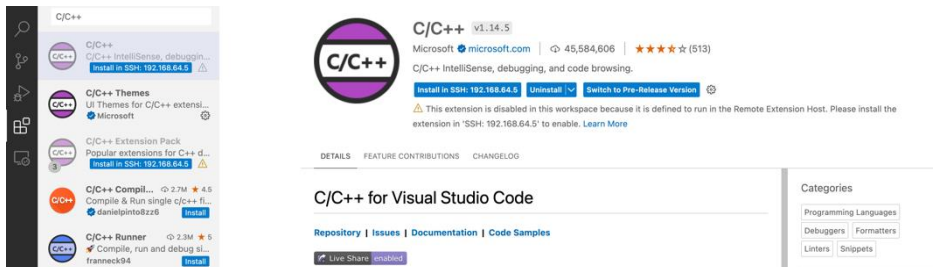 C/C++
C/C++
C/C++
C/C++ IntelliSense, debuggin...
Install in SSH: 192.168.64.5
C/C++
C/C++ Themes
UI Themes for C/C++ extensi...
Microsoft
C/C++
3
C/C++ Extension Pack
Popular extensions for C++ d...
Install in SSH: 192.168.64.5
C/C++
C/C++ Compil... 2.7M ★ 4.5
Compile & Run single c/c++ fi...
danielpinto8zz6 Install
C/C++
C/C++ Runner 2.3M ★ 5
🚀 Compile, run and debug si...
franneck94 Install
C/C++
C/C++ v1.14.5
Microsoft microsoft.com | 45,584,606 | ★★★★☆ (513)
C/C++ IntelliSense, debugging, and code browsing.
Install in SSH: 192.168.64.5 Uninstall Switch to Pre-Release Version
This extension is disabled in this workspace because it is defined to run in the Remote Extension Host. Please install the
extension in 'SSH: 192.168.64.5' to enable. Learn More
DETAILS FEATURE CONTRIBUTIONS CHANGELOG
C/C++ for Visual Studio Code
Repository | Issues | Documentation | Code Samples
Live Share enabled
Categories
Programming Languages
Debuggers Formatters
Linters Snippets